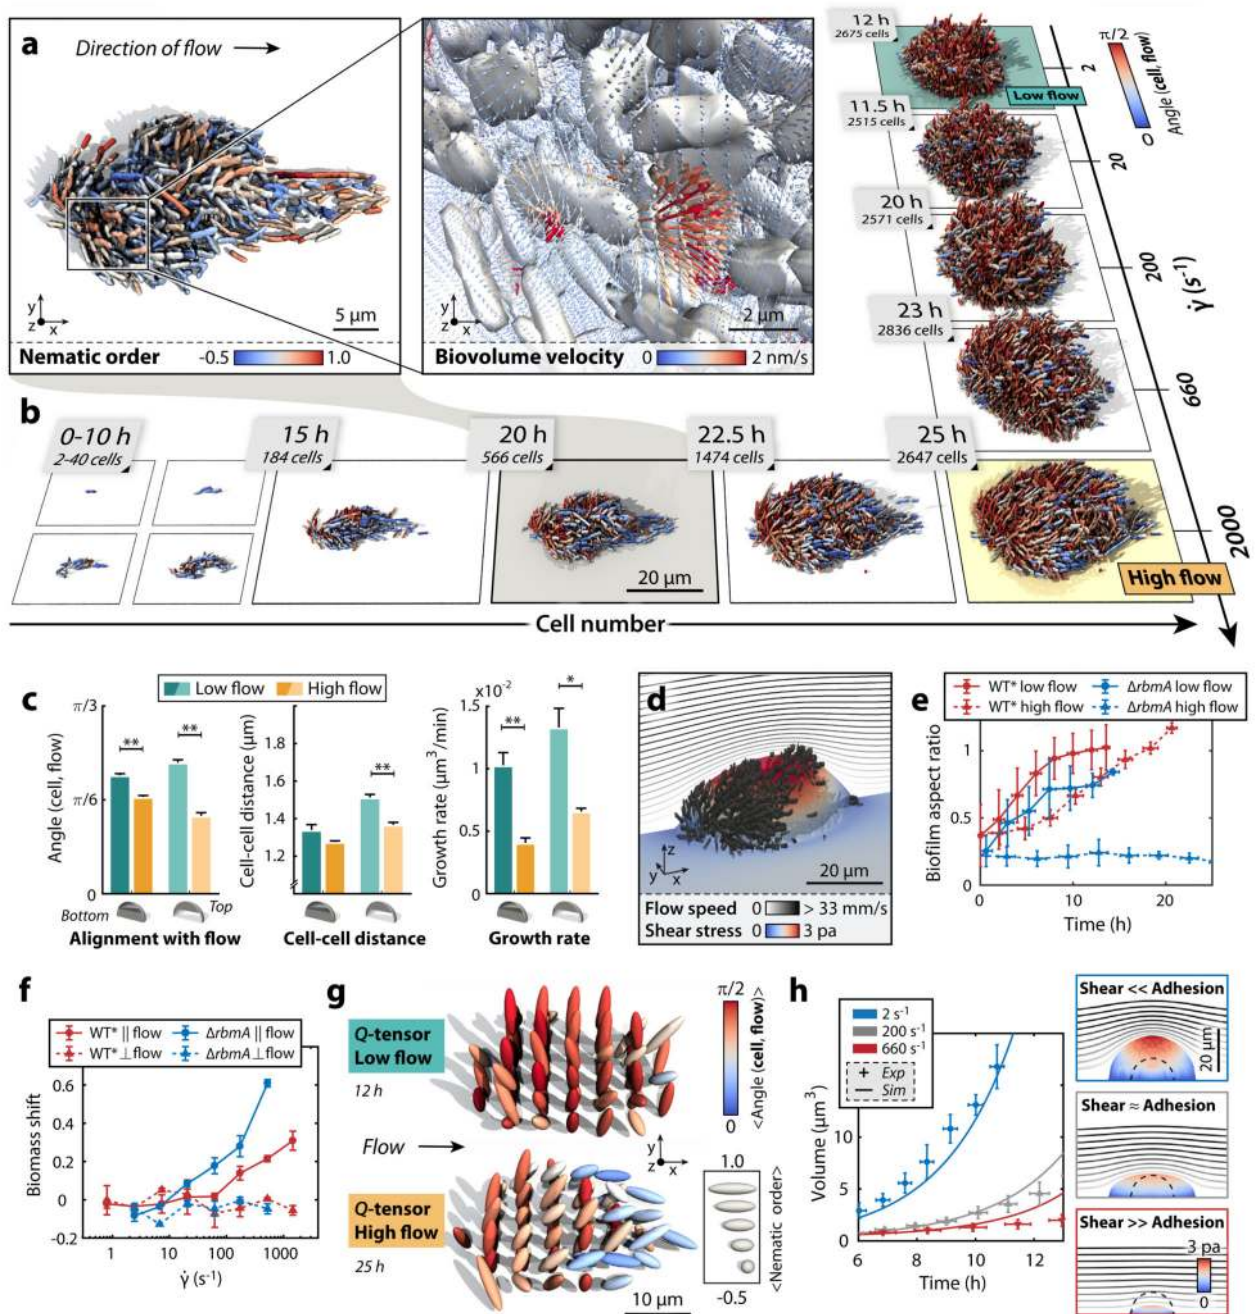 a
Direction of flow
y
z x
5 µm
Nematic order -0.5 1.0
y
z x
2 µm
Biovolume velocity 0 2 nm/s
12 h
2675 cells
Low flow
2
11.5 h
2515 cells
20
20 h
2571 cells
200
23 h
2836 cells
660
γ̇ (s⁻¹)
π/2
0
Angle (cell, flow)
b
0-10 h
2-40 cells
15 h
184 cells
20 h
566 cells
22.5 h
1474 cells
25 h
2647 cells
20 µm
2000
High flow
Cell number
c
Low flow High flow
π/3
π/6
0
Angle (cell, flow)
** **
Bottom Top
Alignment with flow
1.8
1.6
1.4
1.2
Cell-cell distance (µm)
**
Cell-cell distance
x10⁻²
1.5
1
0.5
0
Growth rate (µm³/min)
** *
Growth rate
d
z
y x
20 µm
Flow speed 0 > 33 mm/s
Shear stress 0 3 pa
e
WT* low flow ΔrbmA low flow
WT* high flow ΔrbmA high flow
Biofilm aspect ratio
1
0.5
0
0 10 20
Time (h)
f
WT* || flow ΔrbmA || flow
WT* ⊥ flow ΔrbmA ⊥ flow
Biomass shift
0.6
0.4
0.2
0
-0.2
1 10 100 1000
γ̇ (s⁻¹)
g
Q-tensor
Low flow
12 h
Flow
Q-tensor
High flow
25 h
π/2
0
<Angle (cell, flow)>
y
z x
1.0
-0.5
<Nematic order>
10 µm
h
2 s⁻¹
200 s⁻¹
660 s⁻¹
+ Exp
— Sim
Volume (µm³)
10
5
0
6 8 10 12
Time (h)
Shear << Adhesion
20 µm
Shear ≈ Adhesion
Shear >> Adhesion
3 pa
0